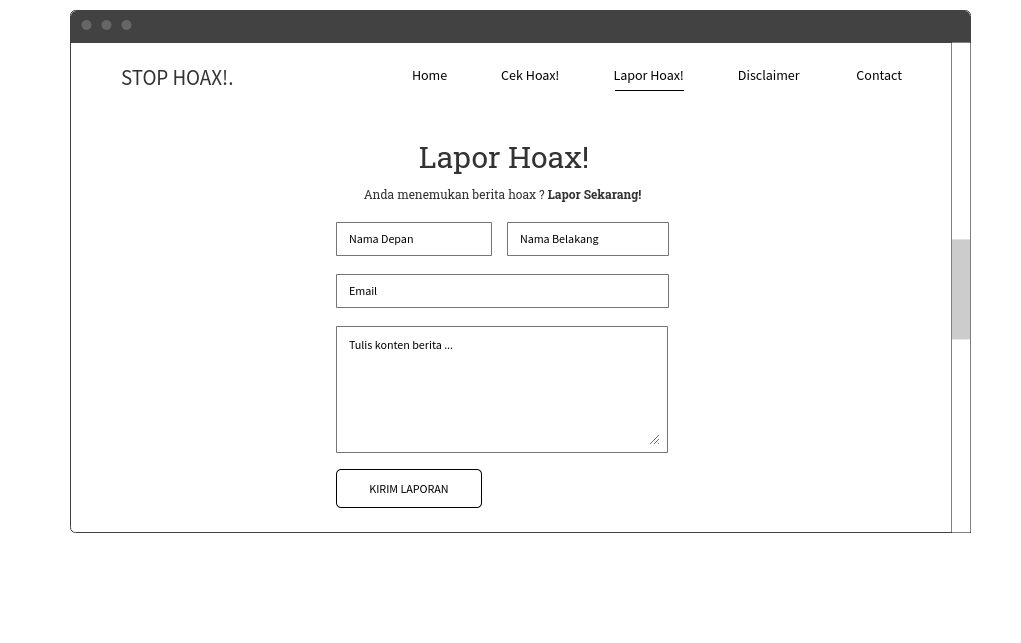 STOP HOAX!.
Home Cek Hoax! Lapor Hoax! Disclaimer Contact
Lapor Hoax!
Anda menemukan berita hoax ? Lapor Sekarang!
Nama Depan Nama Belakang
Email
Tulis konten berita ...
KIRIM LAPORAN